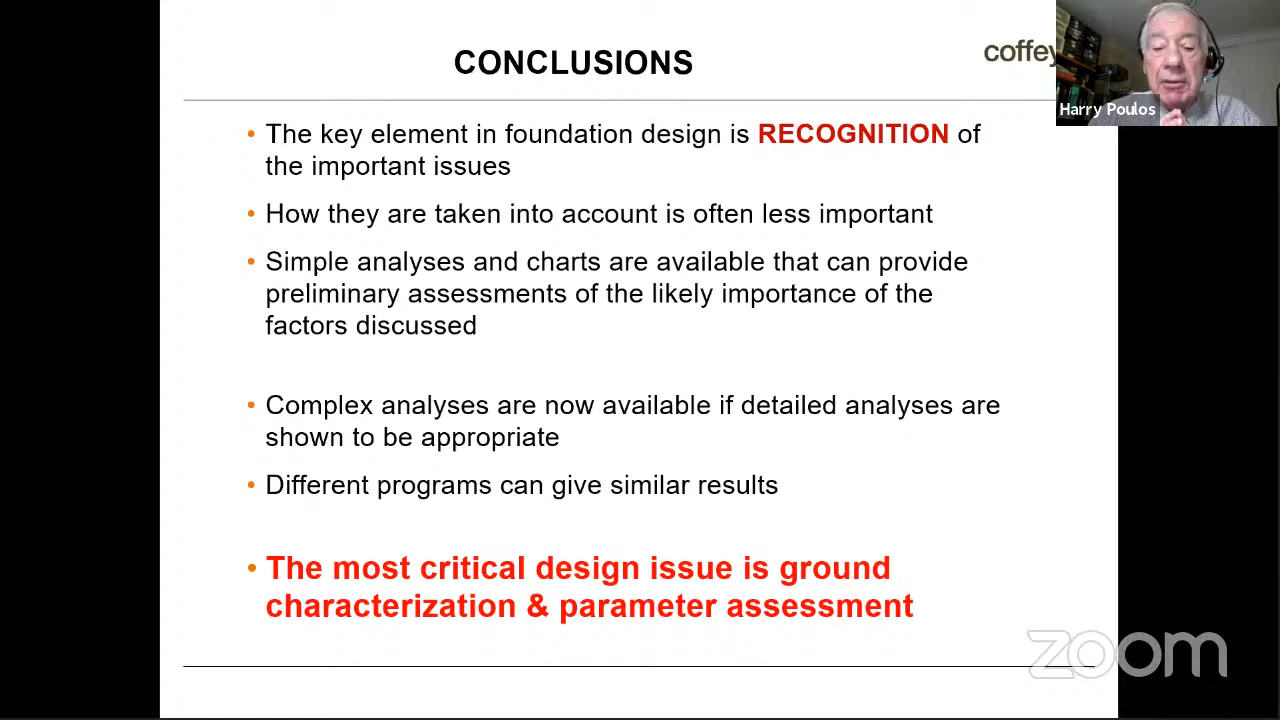 CONCLUSIONS
coffey
Harry Poulos
• The key element in foundation design is RECOGNITION of
the important issues
• How they are taken into account is often less important
• Simple analyses and charts are available that can provide
preliminary assessments of the likely importance of the
factors discussed
• Complex analyses are now available if detailed analyses are
shown to be appropriate
• Different programs can give similar results
• The most critical design issue is ground
characterization & parameter assessment
zoom